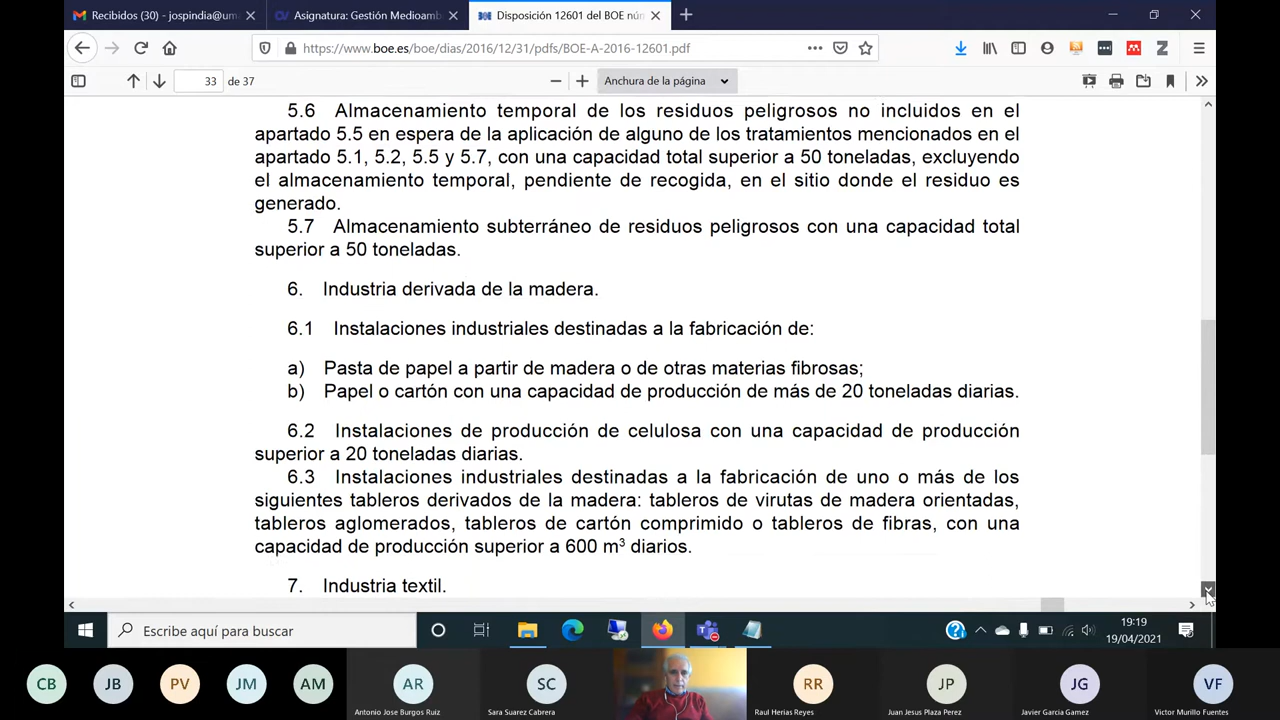 Recibidos (30) - jospindia@um
Asignatura: Gestión Medioamb
Disposición 12601 del BOE nún
https://www.boe.es/boe/dias/2016/12/31/pdfs/BOE-A-2016-12601.pdf
33 de 37
Anchura de la página
5.6 Almacenamiento temporal de los residuos peligrosos no incluidos en el
apartado 5.5 en espera de la aplicación de alguno de los tratamientos mencionados en el
apartado 5.1, 5.2, 5.5 y 5.7, con una capacidad total superior a 50 toneladas, excluyendo
el almacenamiento temporal, pendiente de recogida, en el sitio donde el residuo es
generado.
5.7 Almacenamiento subterráneo de residuos peligrosos con una capacidad total
superior a 50 toneladas.
6. Industria derivada de la madera.
6.1 Instalaciones industriales destinadas a la fabricación de:
a) Pasta de papel a partir de madera o de otras materias fibrosas;
b) Papel o cartón con una capacidad de producción de más de 20 toneladas diarias.
6.2 Instalaciones de producción de celulosa con una capacidad de producción
superior a 20 toneladas diarias.
6.3 Instalaciones industriales destinadas a la fabricación de uno o más de los
siguientes tableros derivados de la madera: tableros de virutas de madera orientadas,
tableros aglomerados, tableros de cartón comprimido o tableros de fibras, con una
capacidad de producción superior a 600 m³ diarios.
7. Industria textil.
Escribe aquí para buscar
19:19
19/04/2021
CB
JB
PV
JM
AM
AR
Antonio Jose Burgos Ruiz
SC
Sara Suarez Cabrera
RR
Raul Herias Reyes
JP
Juan Jesus Plaza Perez
JG
Javier Garcia Gamez
VF
Victor Murillo Fuentes